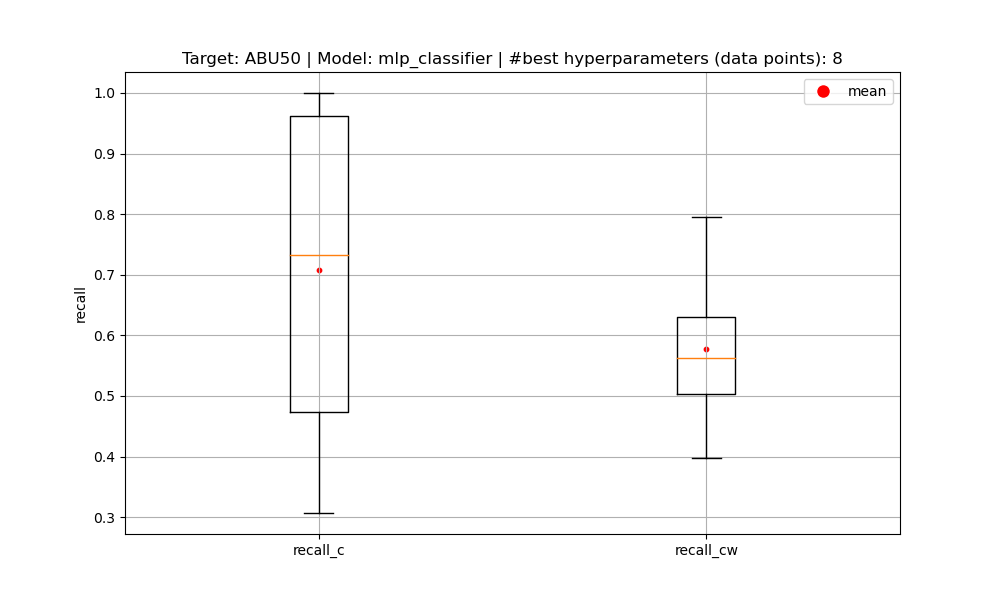 Target: ABU50 | Model: mlp_classifier | #best hyperparameters (data points): 8
mean
1.0
0.9
0.8
0.7
0.6
0.5
0.4
0.3
recall
recall_c
recall_cw